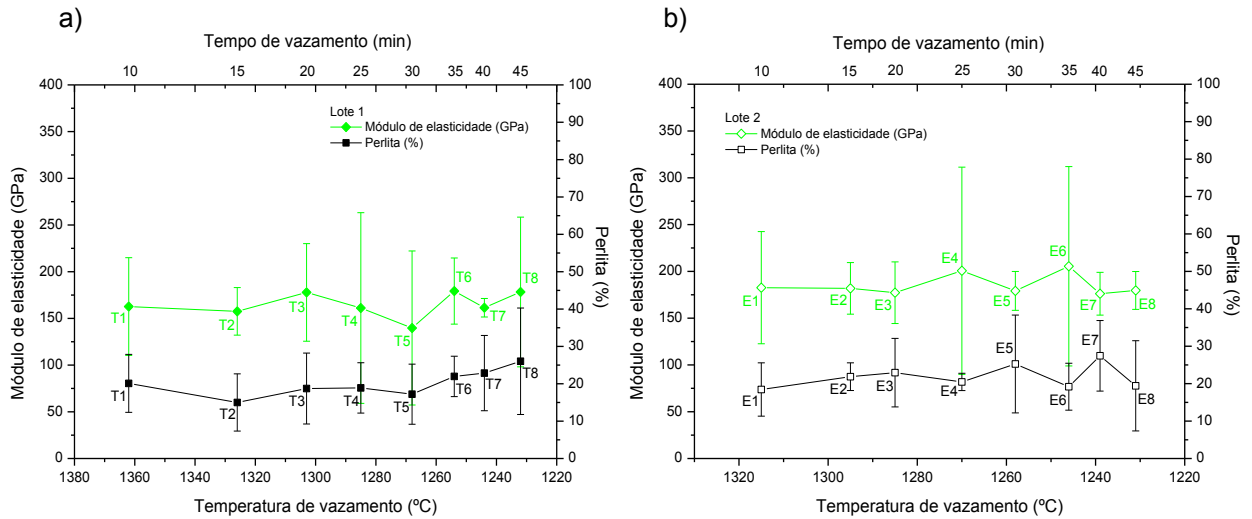 a)
Tempo de vazamento (min)
10 15 20 25 30 35 40 45
400 350 300 250 200 150 100 50 0
Módulo de elasticidade (GPa)
Lote 1
Módulo de elasticidade (GPa)
Perlita (%)
T1 T2 T3 T4 T5 T6 T7 T8
T1 T2 T3 T4 T5 T6 T7 T8
100 90 80 70 60 50 40 30 20 10 0
Perlita (%)
1380 1360 1340 1320 1300 1280 1260 1240 1220
Temperatura de vazamento (ºC)
b)
Tempo de vazamento (min)
10 15 20 25 30 35 40 45
400 350 300 250 200 150 100 50 0
Módulo de elasticidade (GPa)
Lote 2
Módulo de elasticidade (GPa)
Perlita (%)
E1 E2 E3 E4 E5 E6 E7 E8
E1 E2 E3 E4 E5 E6 E7 E8
100 90 80 70 60 50 40 30 20 10 0
Perlita (%)
1320 1300 1280 1260 1240 1220
Temperatura de vazamento (ºC)